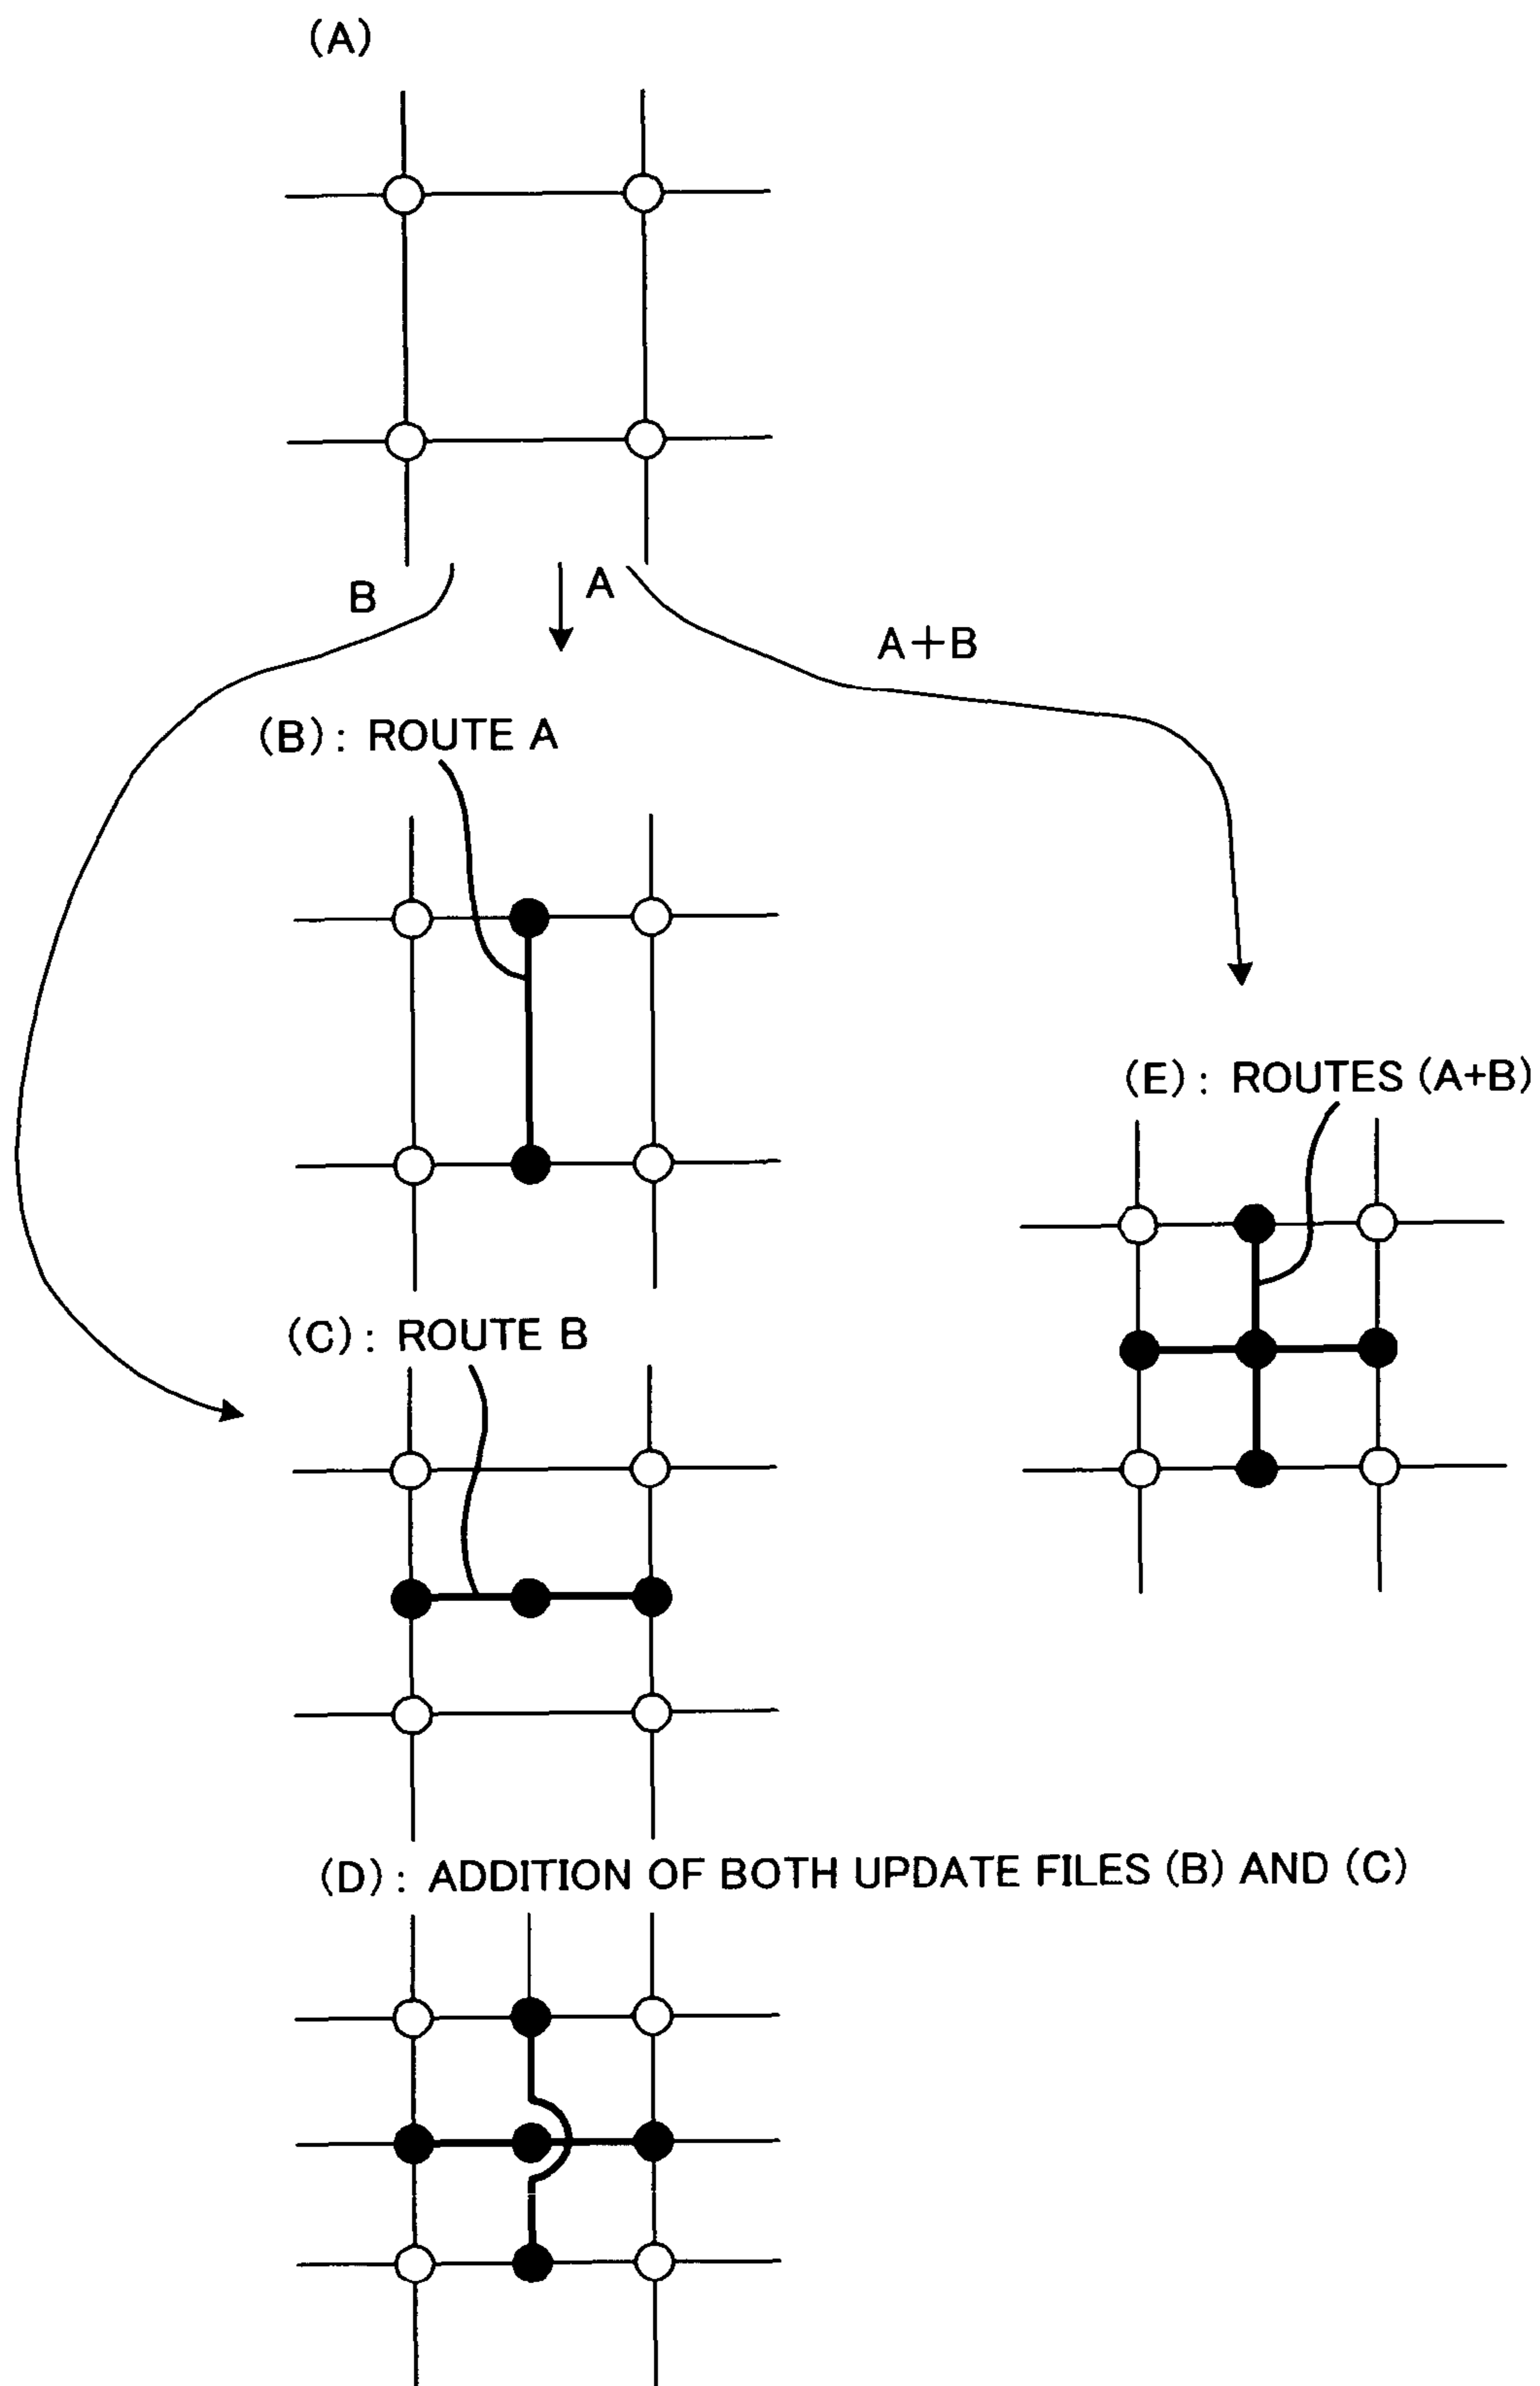 (A)
B
A
A+B
(B): ROUTE A
(E): ROUTES (A+B)
(C): ROUTE B
(D): ADDITION OF BOTH UPDATE FILES (B) AND (C)